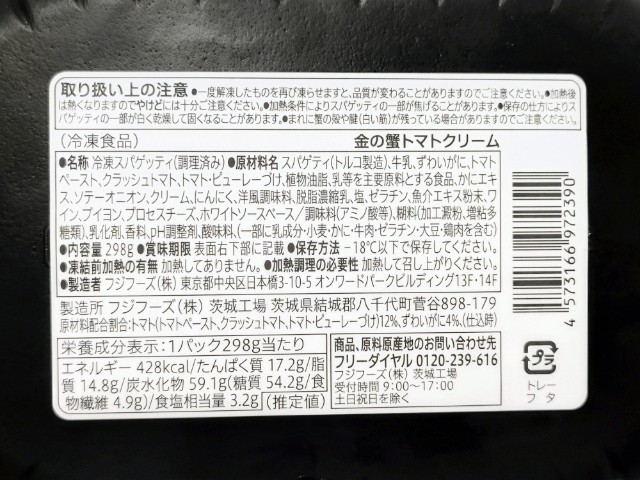 取り扱い上の注意 ●一度解凍したものを再び凍らせますと、品質が変わることがありますのでご注意ください。●加熱後
は熱くなりますのでやけどには十分ご注意ください。●加熱条件によりスパゲッティの一部が焦げることがあります。●保存の仕方によりス
パゲッティの一部が白く乾燥して固くなることがあります。●まれに蟹の殻や腱(白い筋)が残っている場合がありますのでご注意ください。
(冷凍食品) 金の蟹トマトクリーム
●名称 冷凍スパゲッティ(調理済み) ●原材料名 スパゲティ(トルコ製造)、牛乳、ずわいがに、トマト
ペースト、クラッシュトマト、トマト・ピューレーづけ、植物油脂、乳等を主要原料とする食品、かにエキ
ス、ソテーオニオン、クリーム、にんにく、洋風調味料、脱脂濃縮乳、塩、ゼラチン、魚介エキス粉末、ワ
イン、ブイヨン、プロセスチーズ、ホワイトソースベース/調味料(アミノ酸等)、糊料(加工澱粉、増粘多
糖類)、乳化剤、香料、pH調整剤、酸味料、(一部に乳成分・小麦・かに・牛肉・ゼラチン・大豆・鶏肉を含む)
●内容量 298g ●賞味期限 表面右下部に記載 ●保存方法 －18℃以下で保存してください。
●凍結前加熱の有無 加熱してありません。●加熱調理の必要性 加熱して召し上がりください。
●製造者 フジフーズ(株) 東京都中央区日本橋3-10-5 オンワードパークビルディング13F・14F
製造所 フジフーズ(株) 茨城工場 茨城県結城郡八千代町菅谷898-179
原材料配合割合:トマト(トマトペースト、クラッシュトマト、トマト・ピューレーづけ)12%、ずわいがに4%、(仕込時)
栄養成分表示:1パック298g当たり
エネルギー 428kcal/たんぱく質 17.2g/脂
質 14.8g/炭水化物 59.1g(糖質 54.2g/食
物繊維 4.9g)/食塩相当量 3.2g (推定値)
商品、原料原産地のお問い合わせ先
フリーダイヤル 0120-239-616
フジフーズ(株) 茨城工場
受付時間 9:00～17:00
土日祝日を除く
4 573166 972390
プラ
トレー
フタ